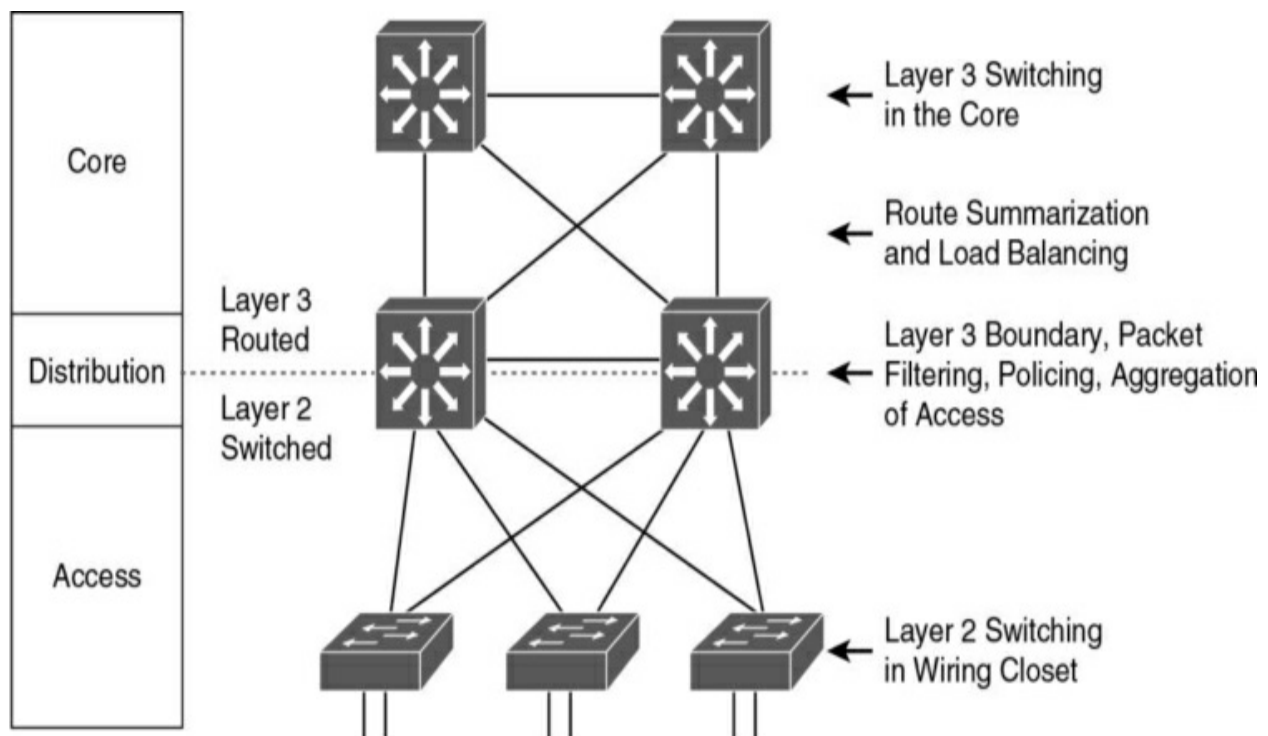 Core
Distribution
Access
Layer 3
Routed
Layer 2
Switched
Layer 3 Switching
in the Core
Route Summarization
and Load Balancing
Layer 3 Boundary, Packet
Filtering, Policing, Aggregation
of Access
Layer 2 Switching
in Wiring Closet